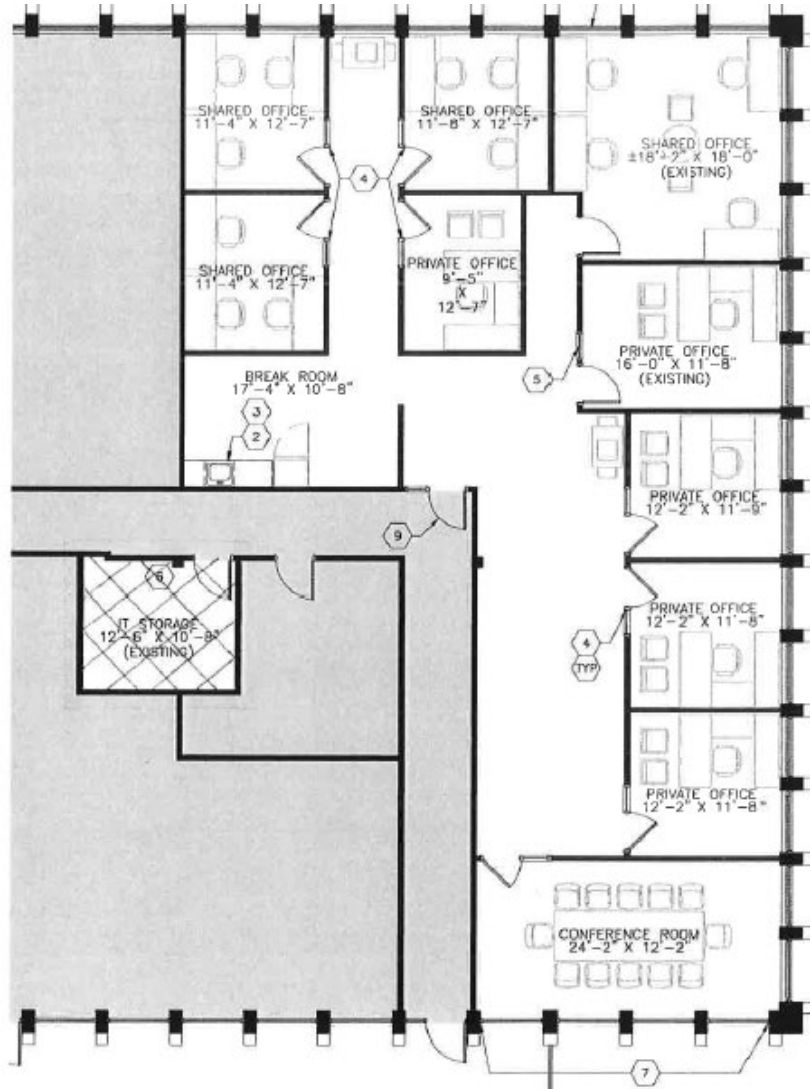 SHARED OFFICE
11'-4" X 12'-7"
SHARED OFFICE
11'-8" X 12'-7"
SHARED OFFICE
±18'-2" X 18'-0"
(EXISTING)
4
SHARED OFFICE
11'-4" X 12'-7"
PRIVATE OFFICE
9'-5"
X
12'-7"
PRIVATE OFFICE
16'-0" X 11'-8"
(EXISTING)
5
BREAK ROOM
17'-4" X 10'-8"
3
2
PRIVATE OFFICE
12'-2" X 11'-9"
9
6
IT STORAGE
12'-6" X 10'-9"
(EXISTING)
PRIVATE OFFICE
12'-2" X 11'-8"
4
TYP
PRIVATE OFFICE
12'-2" X 11'-8"
CONFERENCE ROOM
24'-2" X 12'-2"
7